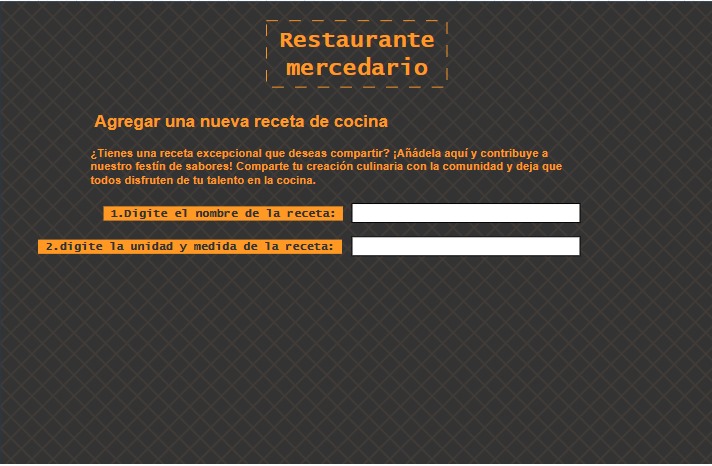 Restaurante
mercedario
Agregar una nueva receta de cocina
¿Tienes una receta excepcional que deseas compartir? ¡Añádela aquí y contribuye a
nuestro festín de sabores! Comparte tu creación culinaria con la comunidad y deja que
todos disfruten de tu talento en la cocina.
1.Digite el nombre de la receta:
2.digite la unidad y medida de la receta: